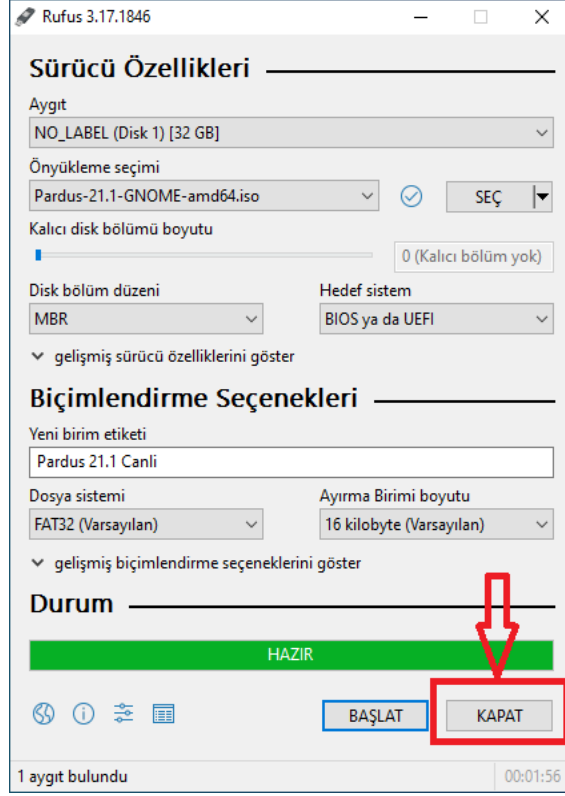 Rufus 3.17.1846
Sürücü Özellikleri
Aygıt
NO_LABEL (Disk 1) [32 GB]
Önyükleme seçimi
Pardus-21.1-GNOME-amd64.iso
SEÇ
Kalıcı disk bölümü boyutu
0 (Kalıcı bölüm yok)
Disk bölüm düzeni Hedef sistem
MBR BIOS ya da UEFI
gelişmiş sürücü özelliklerini göster
Biçimlendirme Seçenekleri
Yeni birim etiketi
Pardus 21.1 Canli
Dosya sistemi Ayırma Birimi boyutu
FAT32 (Varsayılan) 16 kilobyte (Varsayılan)
gelişmiş biçimlendirme seçeneklerini göster
Durum
HAZIR
BAŞLAT KAPAT
1 aygıt bulundu 00:01:56